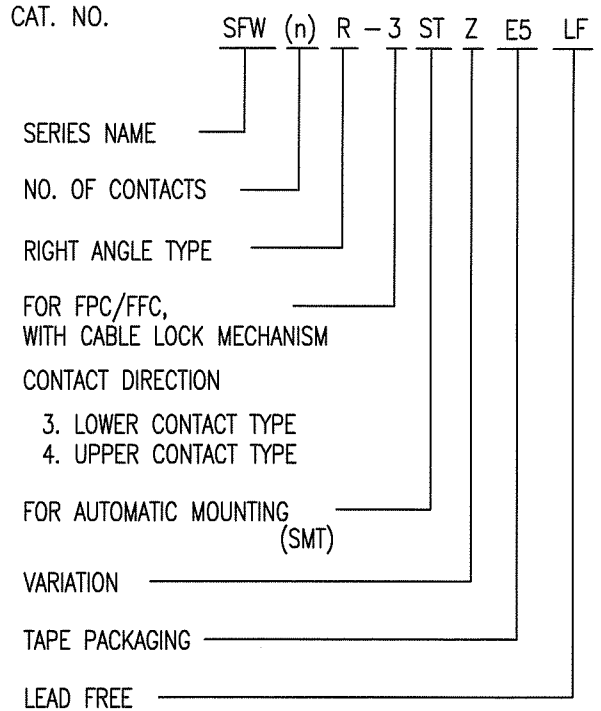 CAT. NO.
SFW (n) R - 3 ST Z E5 LF
SERIES NAME
NO. OF CONTACTS
RIGHT ANGLE TYPE
FOR FPC/FFC,
WITH CABLE LOCK MECHANISM
CONTACT DIRECTION
3. LOWER CONTACT TYPE
4. UPPER CONTACT TYPE
FOR AUTOMATIC MOUNTING
(SMT)
VARIATION
TAPE PACKAGING
LEAD FREE